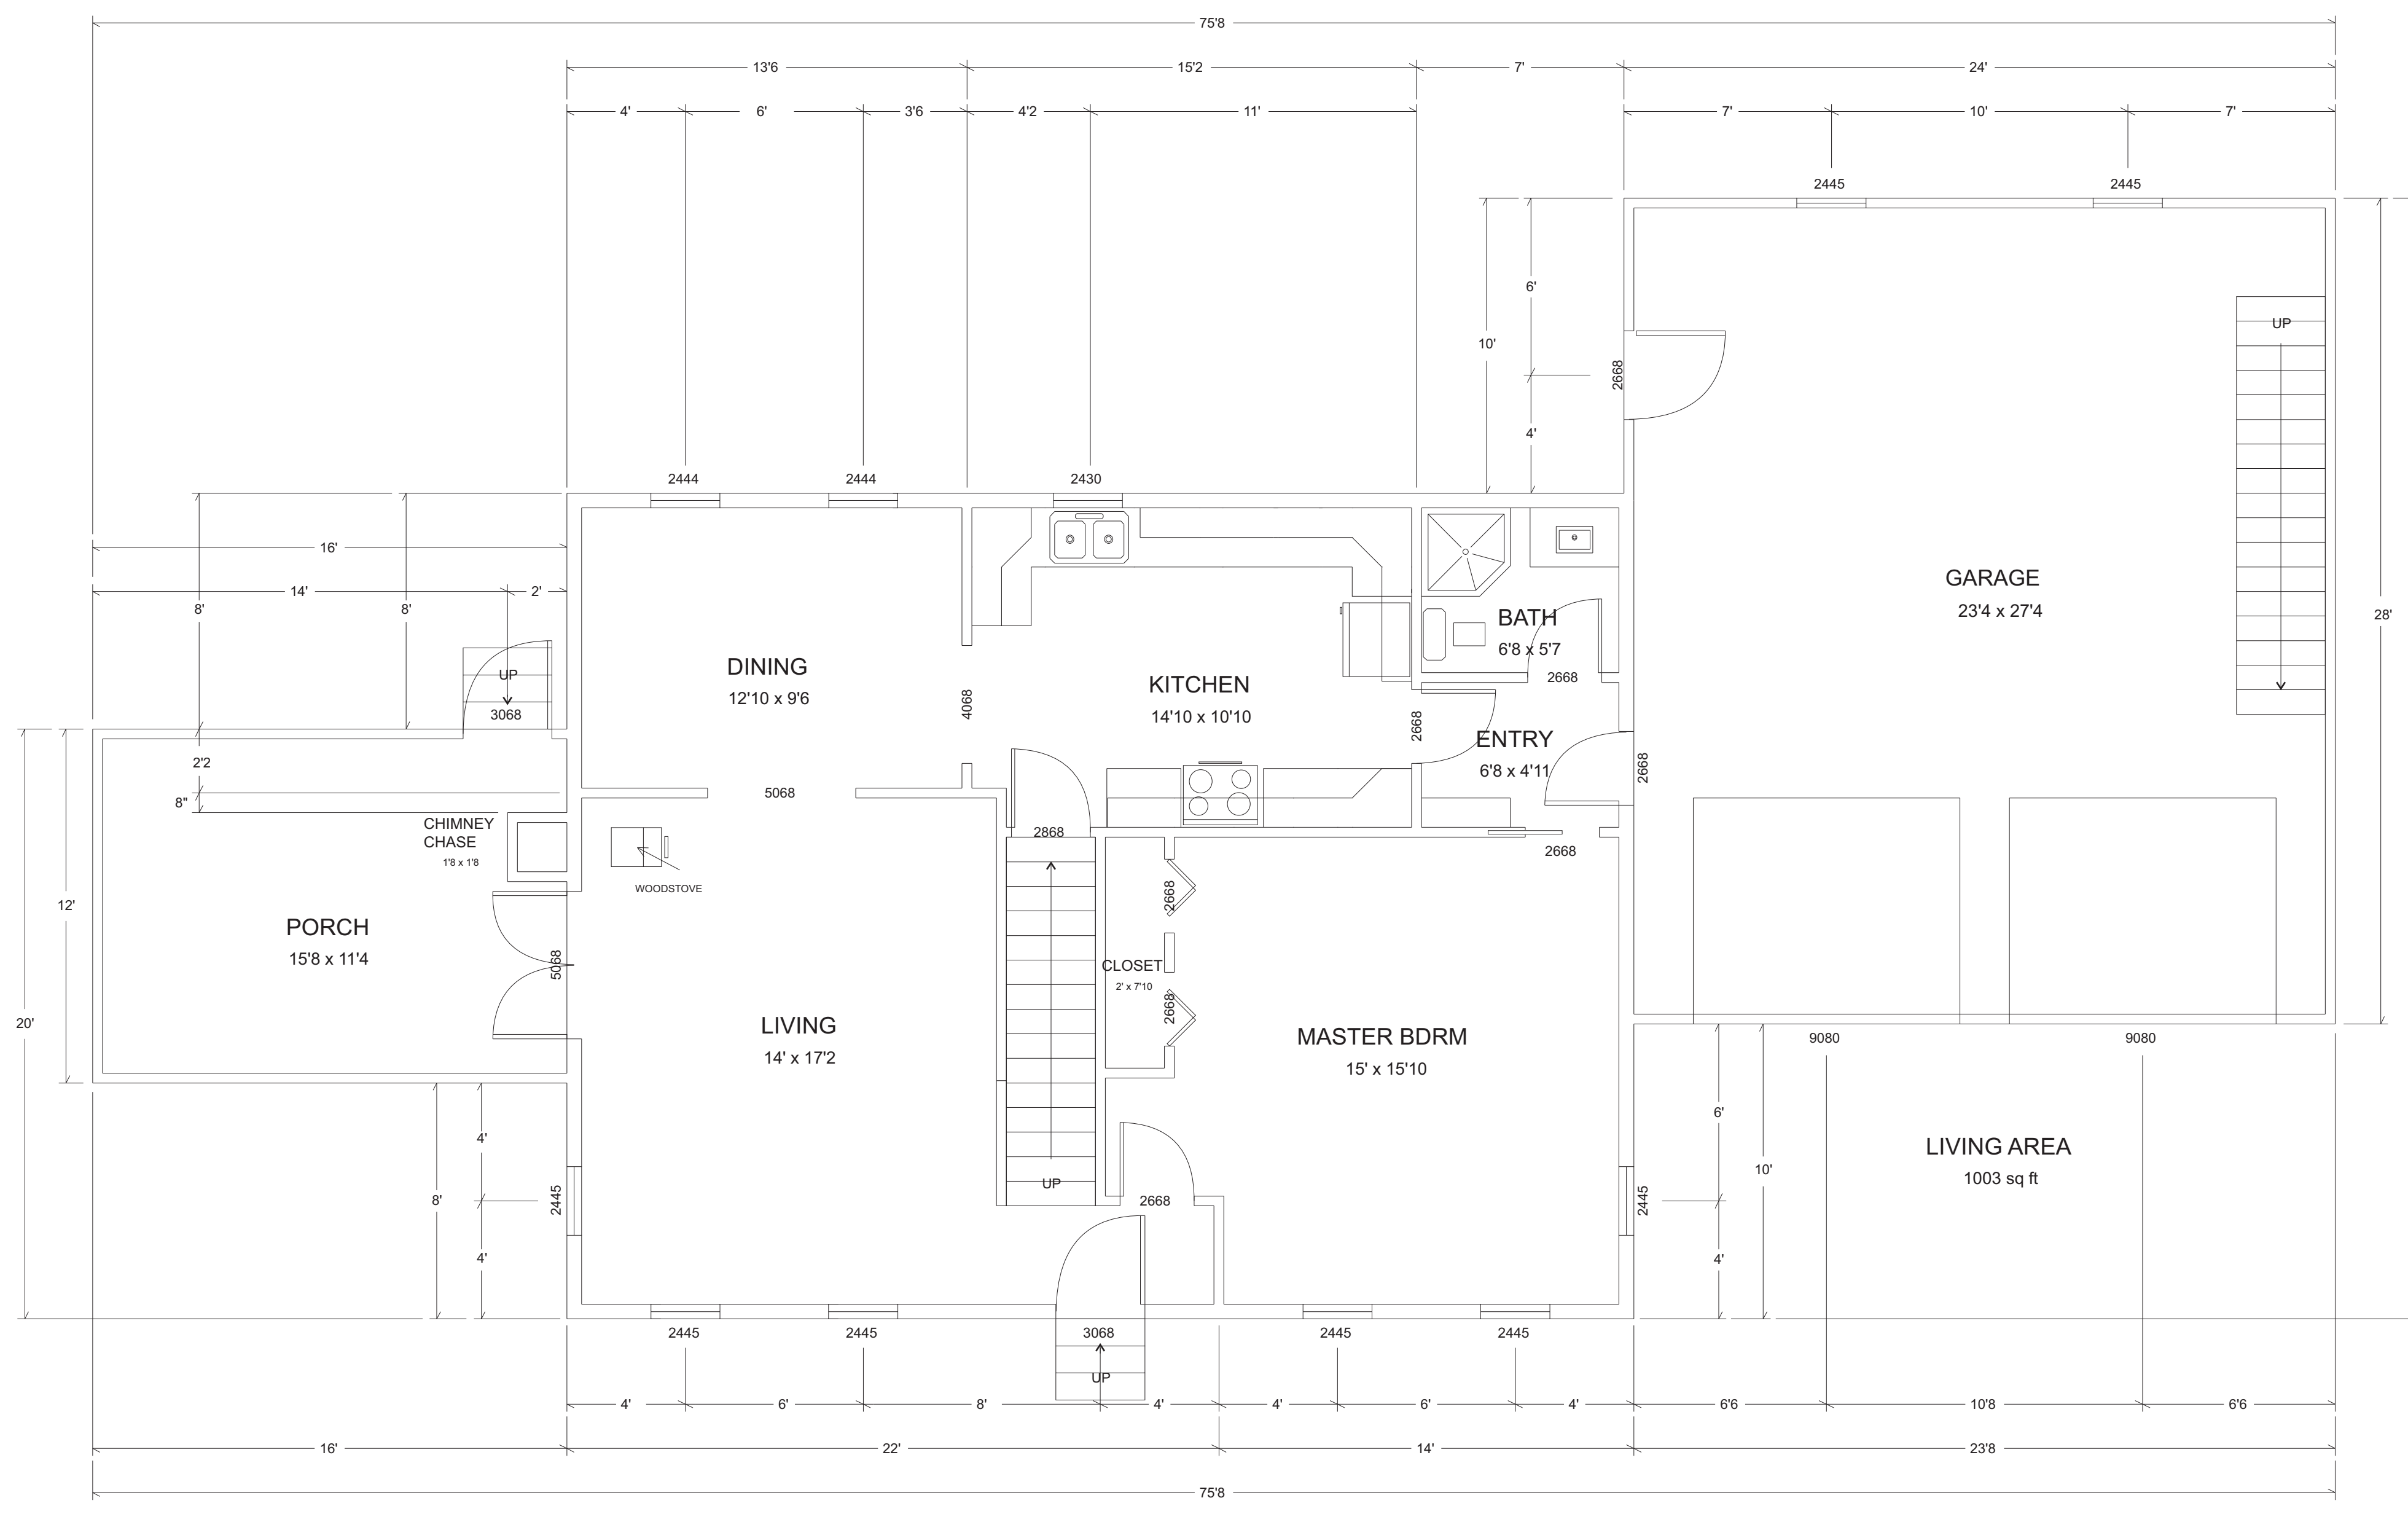 75'8
13'6
15'2
7'
24'
4'
6'
3'6
4'2
11'
7'
10'
7'
2445
2445
6'
10'
UP
2668
4'
2444
2444
2430
16'
14'
2'
8'
8'
GARAGE
23'4 x 27'4
28'
BATH
6'8 x 5'7
2668
UP
3068
DINING
12'10 x 9'6
4068
KITCHEN
14'10 x 10'10
2668
ENTRY
6'8 x 4'11
2668
2'2
8"
5068
CHIMNEY
CHASE
1'8 x 1'8
WOODSTOVE
2868
2668
2668
12'
PORCH
15'8 x 11'4
5068
CLOSET
2' x 7'10
2668
20'
LIVING
14' x 17'2
MASTER BDRM
15' x 15'10
9080
9080
4'
6'
LIVING AREA
1003 sq ft
10'
8'
2445
UP
2668
2445
4'
4'
2445
2445
3068
2445
2445
UP
4'
6'
8'
4'
4'
6'
4'
6'6
10'8
6'6
16'
22'
14'
23'8
75'8